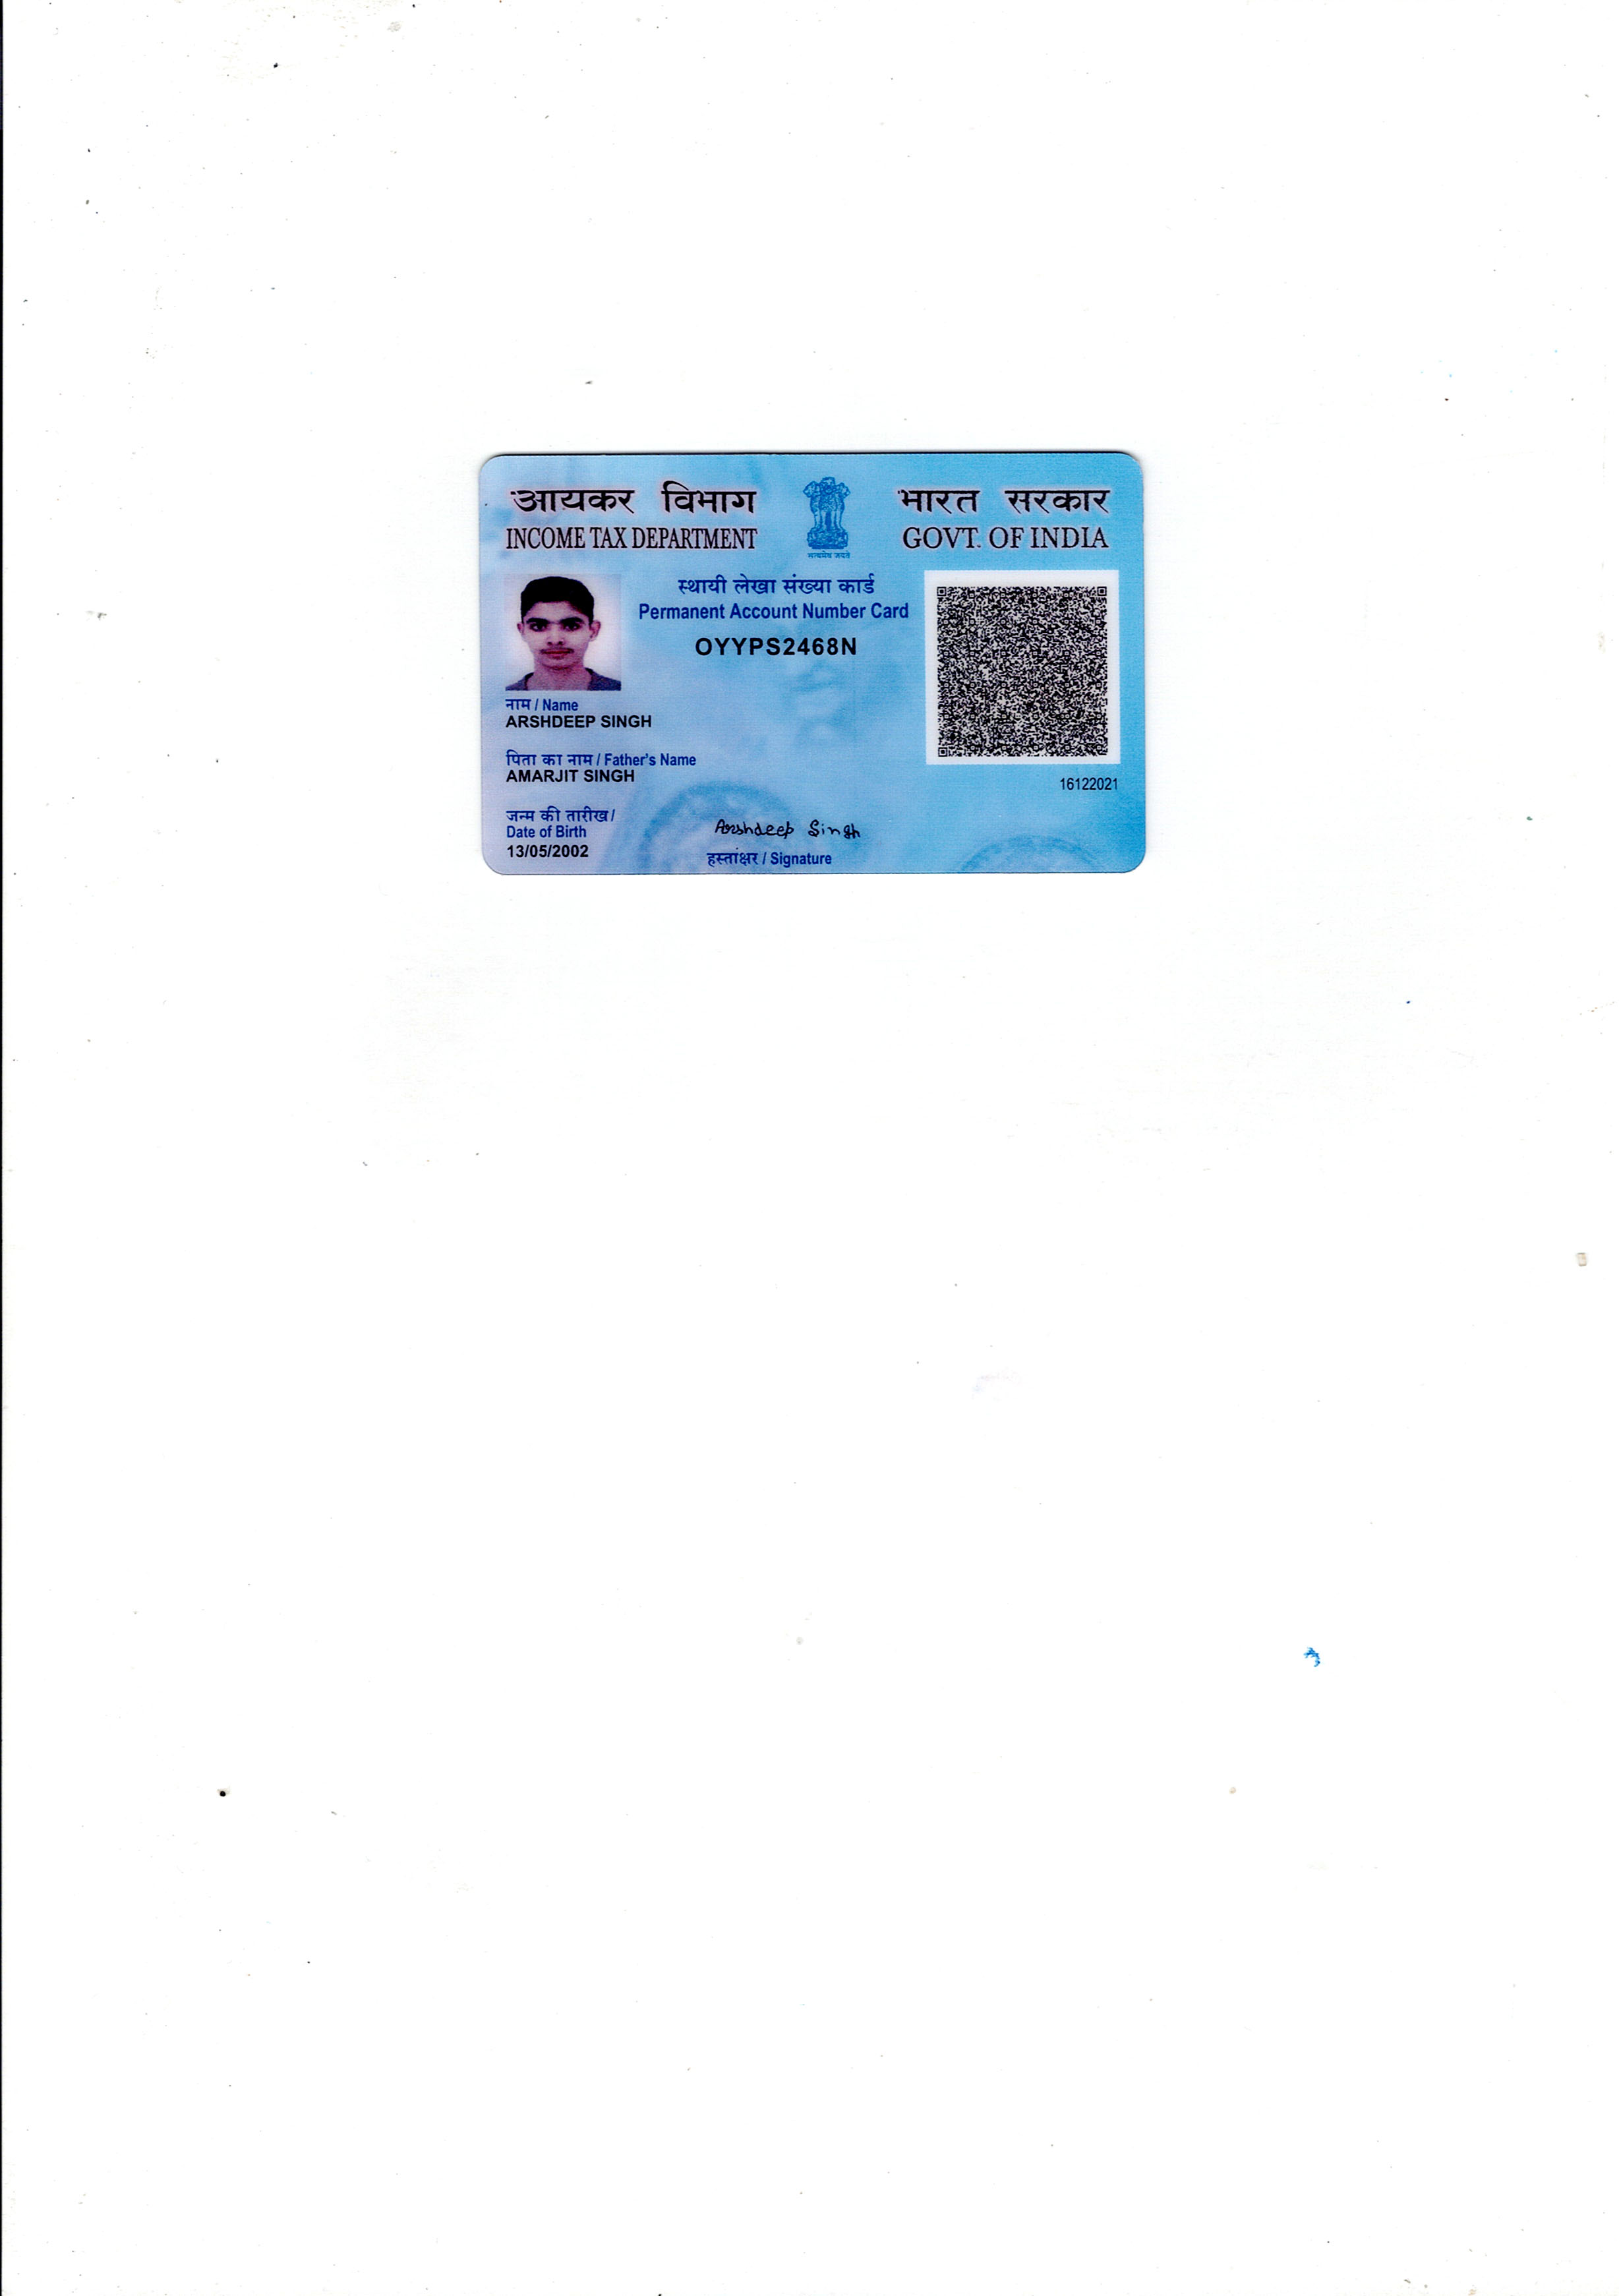 आयकर विभाग
INCOME TAX DEPARTMENT
सत्यमेव जयते
भारत सरकार
GOVT. OF INDIA
स्थायी लेखा संख्या कार्ड
Permanent Account Number Card
OYYPS2468N
नाम / Name
ARSHDEEP SINGH
पिता का नाम / Father's Name
AMARJIT SINGH
16122021
जन्म की तारीख /
Date of Birth
13/05/2002
Arshdeep Singh
हस्ताक्षर / Signature